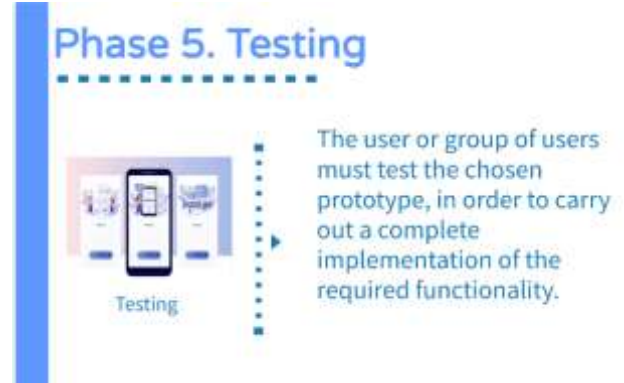 Phase 5. Testing
The user or group of users
must test the chosen
prototype, in order to carry
out a complete
implementation of the
required functionality.
Testing